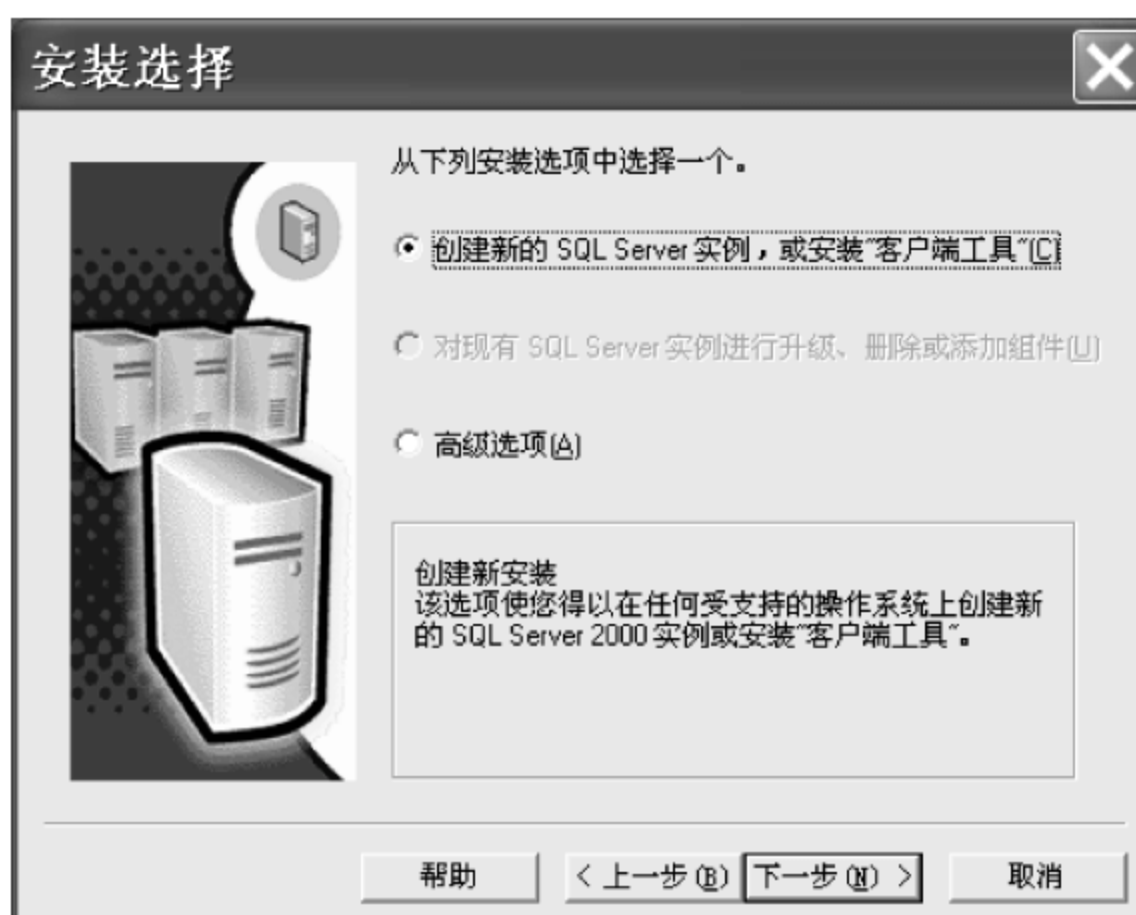 安装选择
从下列安装选项中选择一个。
创建新的 SQL Server 实例，或安装"客户端工具"(C)
对现有 SQL Server 实例进行升级、删除或添加组件(U)
高级选项(A)
创建新安装
该选项使您得以在任何受支持的操作系统上创建新
的 SQL Server 2000 实例或安装"客户端工具"。
帮助
< 上一步(B)
下一步(N) >
取消